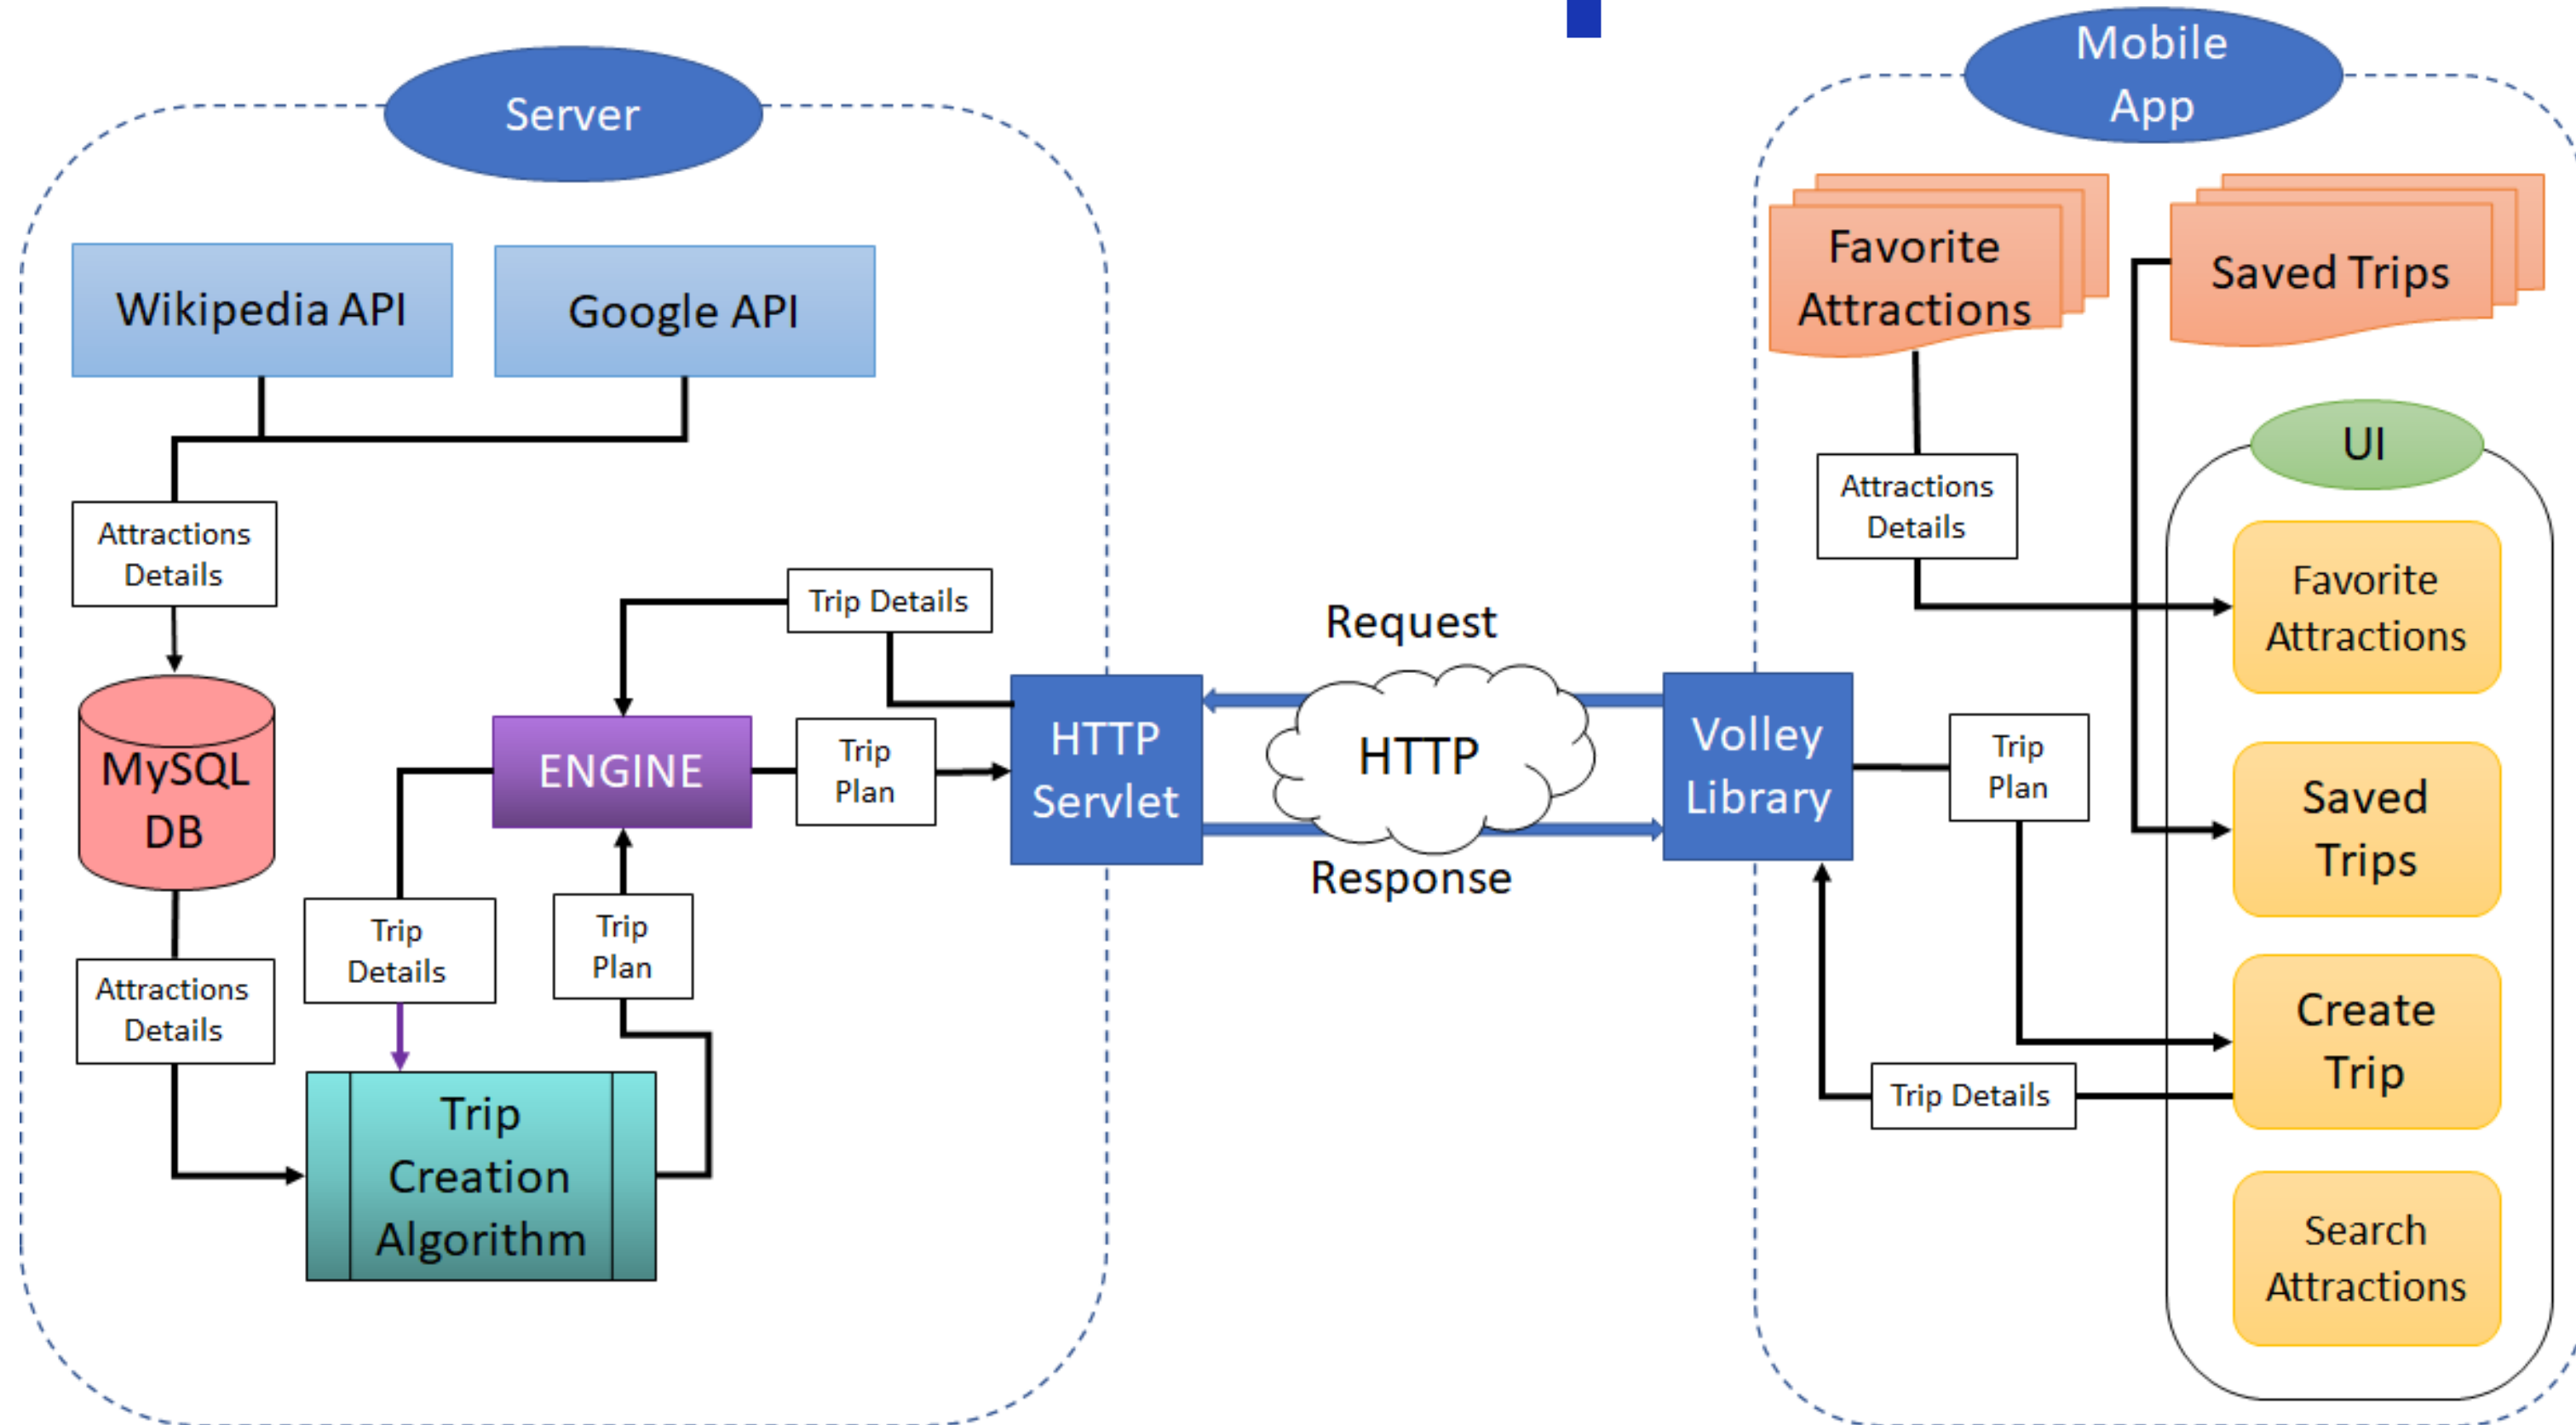 Server
Wikipedia API
Google API
Attractions
Details
MySQL
DB
Attractions
Details
Trip Details
ENGINE
Trip
Plan
Trip
Details
Trip
Plan
Trip
Creation
Algorithm
HTTP
Servlet
Request
HTTP
Response
Mobile
App
Favorite
Attractions
Saved Trips
Attractions
Details
Volley
Library
Trip
Plan
Trip Details
UI
Favorite
Attractions
Saved
Trips
Create
Trip
Search
Attractions